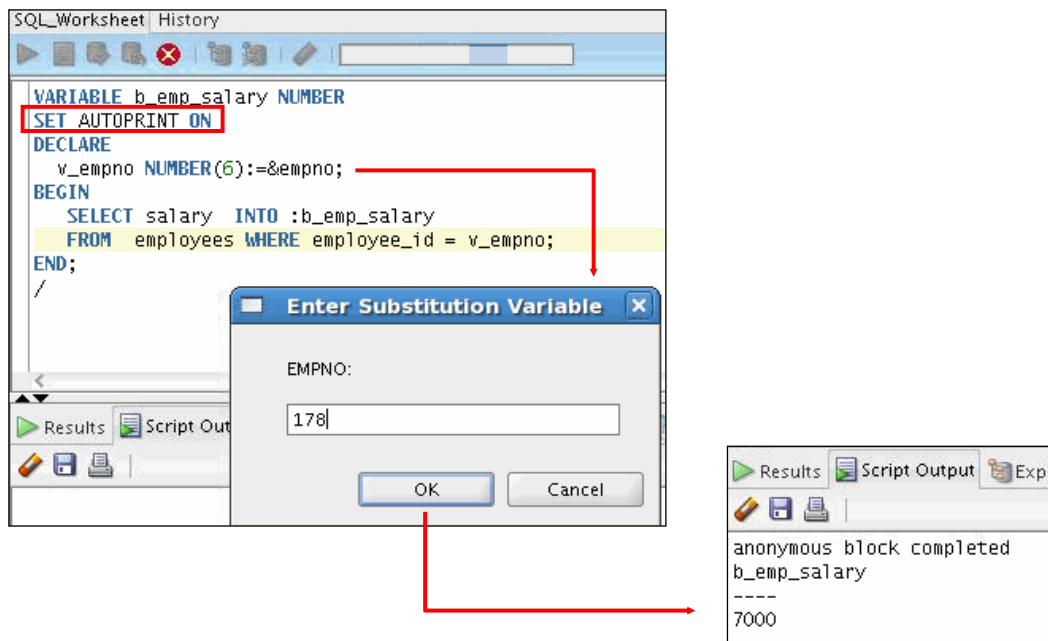 SQL_Worksheet History
VARIABLE b_emp_salary NUMBER
SET AUTOPRINT ON
DECLARE
v_empno NUMBER(6):=&empno;
BEGIN
SELECT salary INTO :b_emp_salary
FROM employees WHERE employee_id = v_empno;
END;
/
Enter Substitution Variable
EMPNO:
178
OK Cancel
Results Script Out
Results Script Output Exp
anonymous block completed
b_emp_salary
----
7000